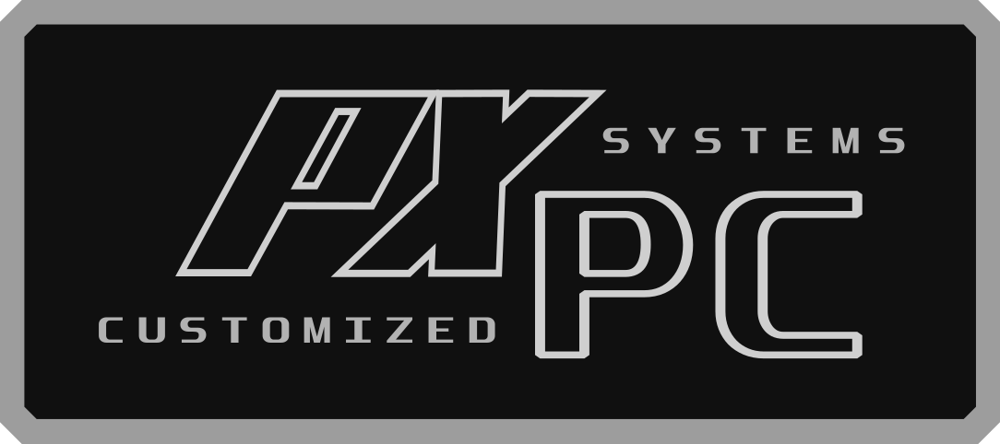 PX
SYSTEMS
PC
CUSTOMIZED